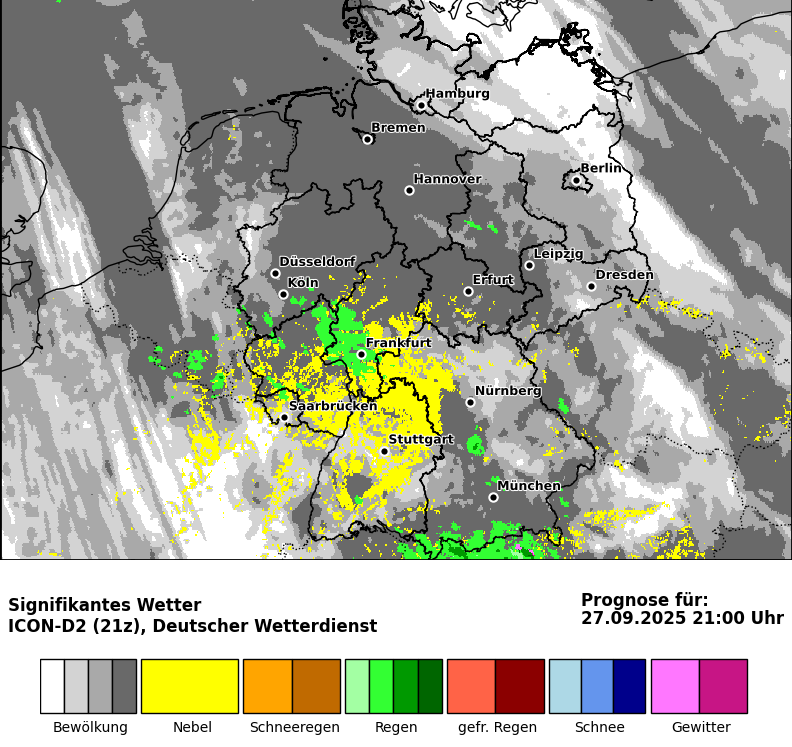 Hamburg
Bremen
Berlin
Hannover
Leipzig
Düsseldorf
Dresden
Köln
Erfurt
Frankfurt
Nürnberg
Saarbrücken
Stuttgart
München
Signifikantes Wetter
ICON-D2 (21z), Deutscher Wetterdienst
Prognose für:
27.09.2025 21:00 Uhr
Bewölkung
Nebel
Schneeregen
Regen
gefr. Regen
Schnee
Gewitter